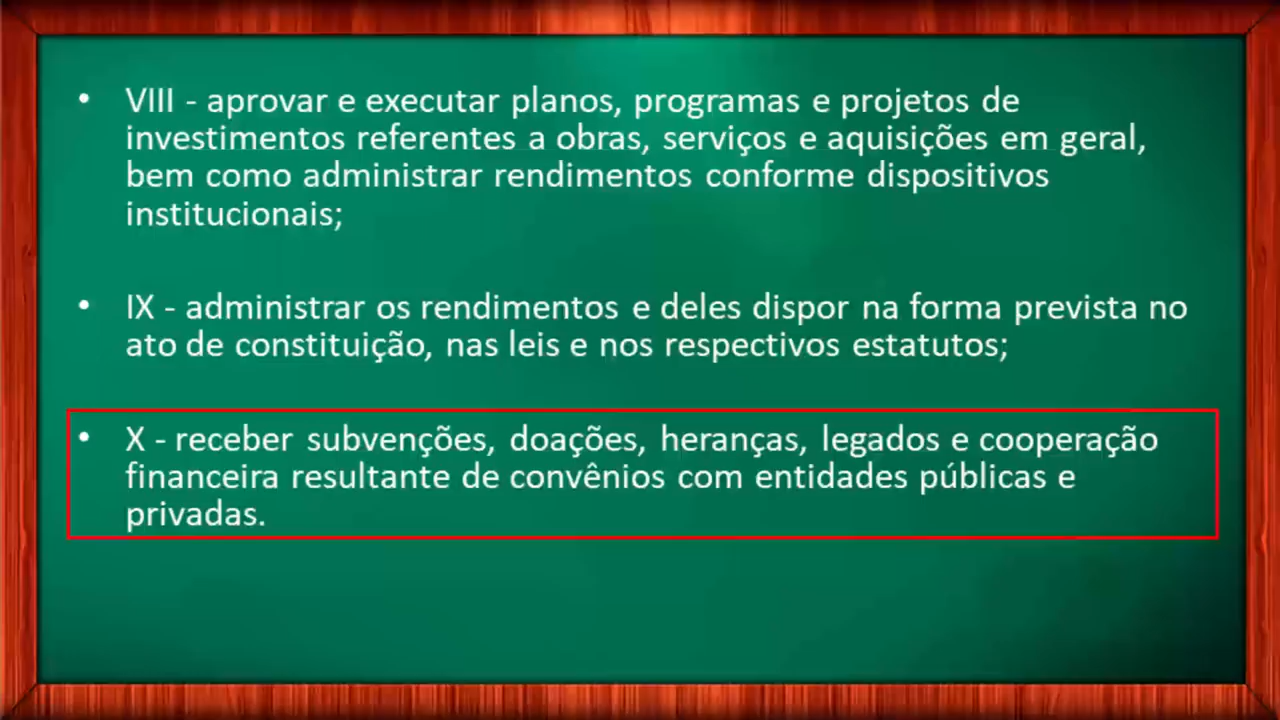 • VIII - aprovar e executar planos, programas e projetos de
investimentos referentes a obras, serviços e aquisições em geral,
bem como administrar rendimentos conforme dispositivos
institucionais;
• IX - administrar os rendimentos e deles dispor na forma prevista no
ato de constituição, nas leis e nos respectivos estatutos;
• X - receber subvenções, doações, heranças, legados e cooperação
financeira resultante de convênios com entidades públicas e
privadas.